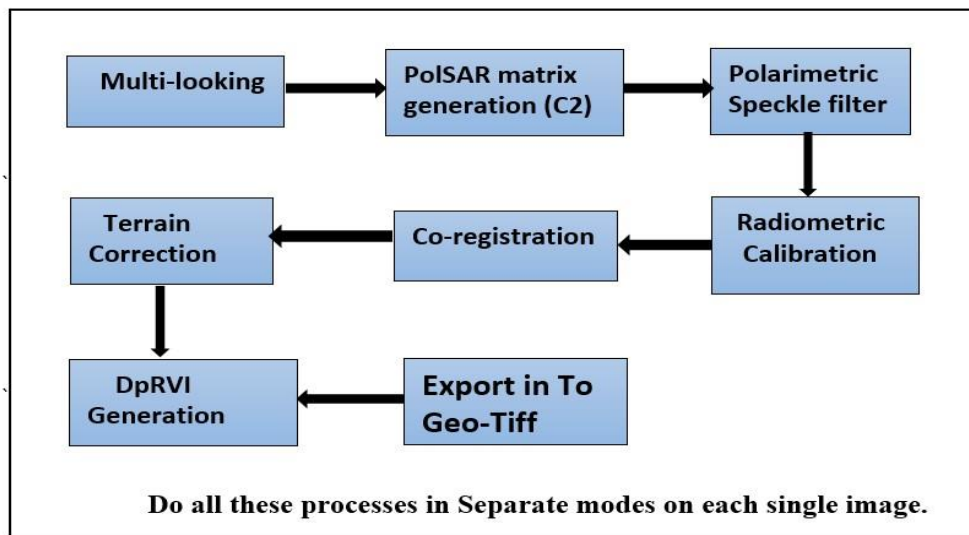 Multi-looking
PolSAR matrix
generation (C2)
Polarimetric
Speckle filter
Radiometric
Calibration
Co-registration
Terrain
Correction
DpRVI
Generation
Export in To
Geo-Tiff
Do all these processes in Separate modes on each single image.